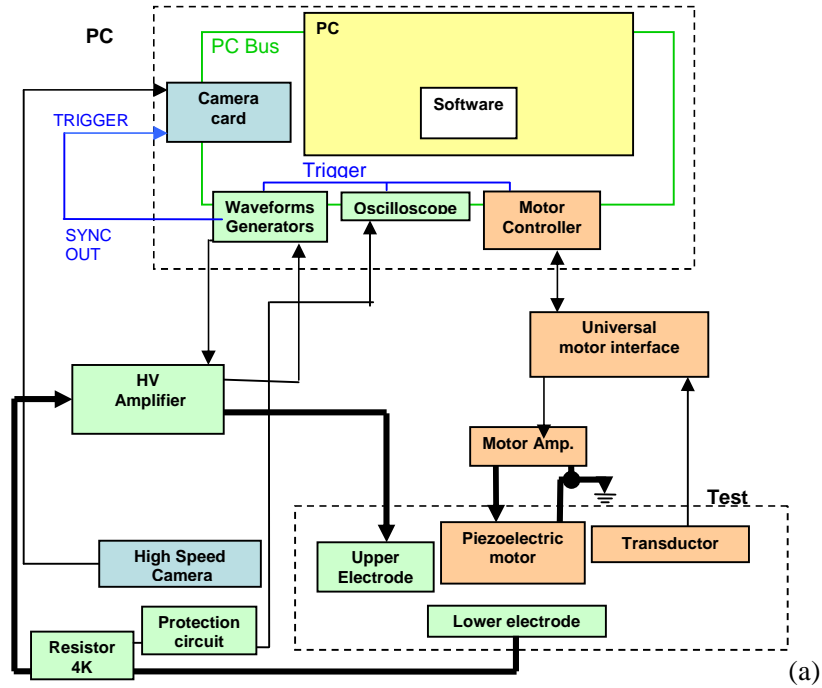 PC
PC
PC Bus
Camera
card
Software
TRIGGER
Trigger
Waveforms
Generators
Oscilloscope
Motor
Controller
SYNC
OUT
Universal
motor interface
HV
Amplifier
Motor Amp.
Test
High Speed
Camera
Upper
Electrode
Piezoelectric
motor
Transductor
Protection
circuit
Lower electrode
Resistor
4K
(a)